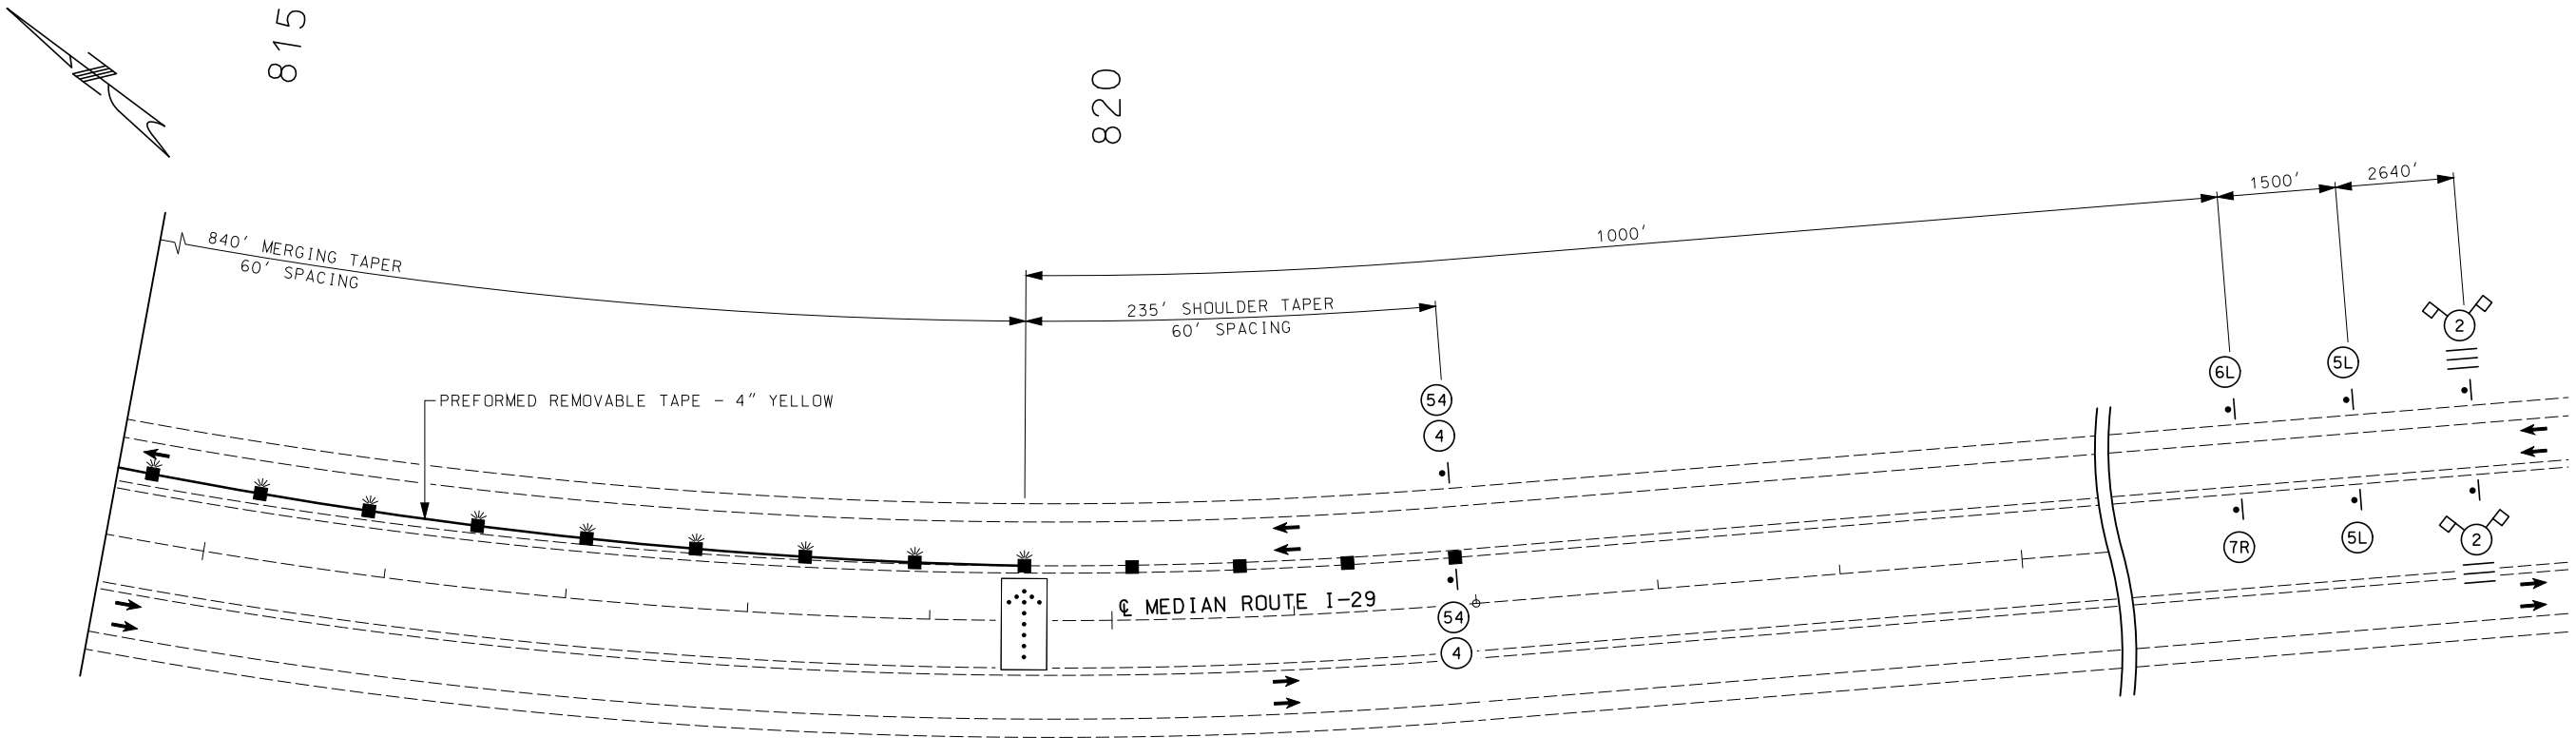 815
820
840' MERGING TAPER
60' SPACING
1000'
1500'
2640'
235' SHOULDER TAPER
60' SPACING
PREFORMED REMOVABLE TAPE - 4" YELLOW
54
4
6L
5L
2
7R
5L
2
℄ MEDIAN ROUTE I-29
54
4